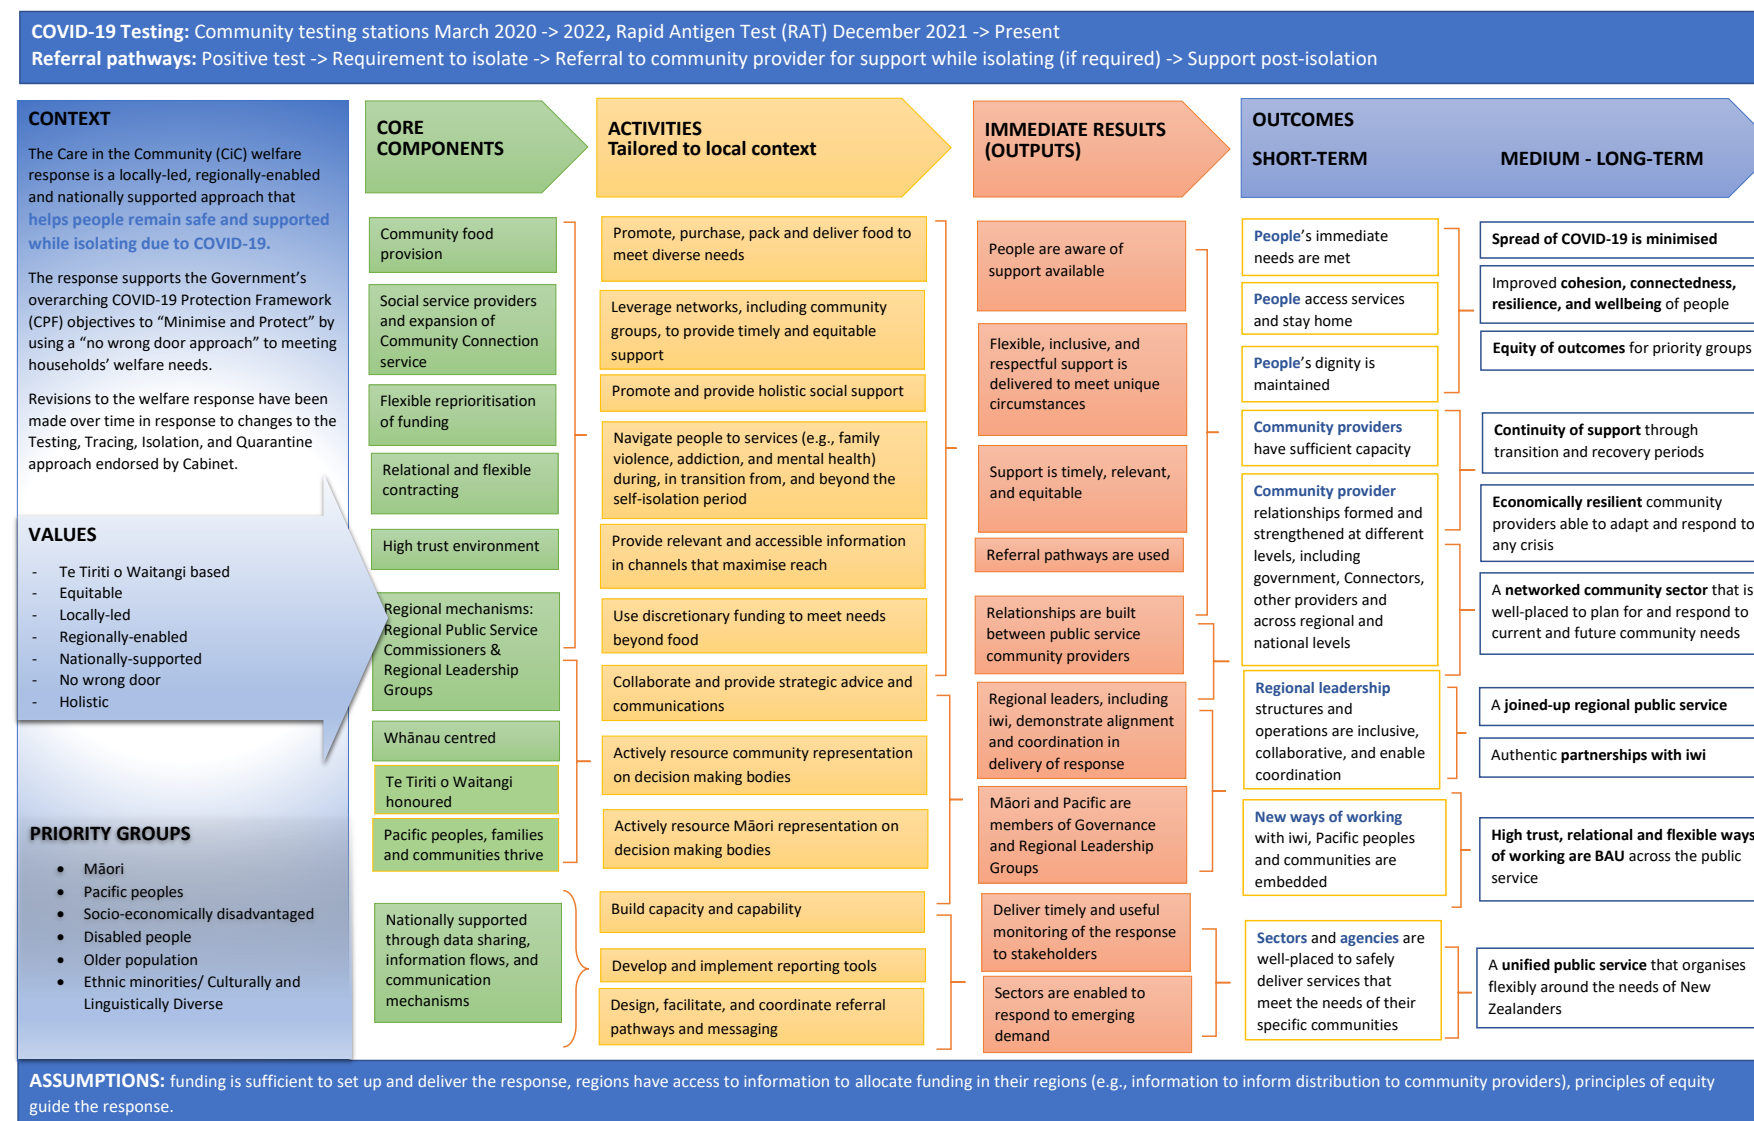 COVID-19 Testing: Community testing stations March 2020 -> 2022, Rapid Antigen Test (RAT) December 2021 -> Present
Referral pathways: Positive test -> Requirement to isolate -> Referral to community provider for support while isolating (if required) -> Support post-isolation
CONTEXT
The Care in the Community (CiC) welfare
response is a locally-led, regionally-enabled
and nationally supported approach that
helps people remain safe and supported
while isolating due to COVID-19.
The response supports the Government's
overarching COVID-19 Protection Framework
(CPF) objectives to "Minimise and Protect" by
using a "no wrong door approach" to meeting
households' welfare needs.
Revisions to the welfare response have been
made over time in response to changes to the
Testing, Tracing, Isolation, and Quarantine
approach endorsed by Cabinet.
VALUES
- Te Tiriti o Waitangi based
- Equitable
- Locally-led
- Regionally-enabled
- Nationally-supported
- No wrong door
- Holistic
PRIORITY GROUPS
• Māori
• Pacific peoples
• Socio-economically disadvantaged
• Disabled people
• Older population
• Ethnic minorities/ Culturally and
Linguistically Diverse
CORE
COMPONENTS
Community food
provision
Social service providers
and expansion of
Community Connection
service
Flexible reprioritisation
of funding
Relational and flexible
contracting
High trust environment
Regional mechanisms:
Regional Public Service
Commissioners &
Regional Leadership
Groups
Whānau centred
Te Tiriti o Waitangi
honoured
Pacific peoples, families
and communities thrive
Nationally supported
through data sharing,
information flows, and
communication
mechanisms
ACTIVITIES
Tailored to local context
Promote, purchase, pack and deliver food to
meet diverse needs
Leverage networks, including community
groups, to provide timely and equitable
support
Promote and provide holistic social support
Navigate people to services (e.g., family
violence, addiction, and mental health)
during, in transition from, and beyond the
self-isolation period
Provide relevant and accessible information
in channels that maximise reach
Use discretionary funding to meet needs
beyond food
Collaborate and provide strategic advice and
communications
Actively resource community representation
on decision making bodies
Actively resource Māori representation on
decision making bodies
Build capacity and capability
Develop and implement reporting tools
Design, facilitate, and coordinate referral
pathways and messaging
IMMEDIATE RESULTS
(OUTPUTS)
People are aware of
support available
Flexible, inclusive, and
respectful support is
delivered to meet unique
circumstances
Support is timely, relevant,
and equitable
Referral pathways are used
Relationships are built
between public service
community providers
Regional leaders, including
iwi, demonstrate alignment
and coordination in
delivery of response
Māori and Pacific are
members of Governance
and Regional Leadership
Groups
Deliver timely and useful
monitoring of the response
to stakeholders
Sectors are enabled to
respond to emerging
demand
OUTCOMES
SHORT-TERM
People's immediate
needs are met
People access services
and stay home
People's dignity is
maintained
Community providers
have sufficient capacity
Community provider
relationships formed and
strengthened at different
levels, including
government, Connectors,
other providers and
across regional and
national levels
Regional leadership
structures and
operations are inclusive,
collaborative, and enable
coordination
New ways of working
with iwi, Pacific peoples
and communities are
embedded
Sectors and agencies are
well-placed to safely
deliver services that
meet the needs of their
specific communities
MEDIUM - LONG-TERM
Spread of COVID-19 is minimised
Improved cohesion, connectedness,
resilience, and wellbeing of people
Equity of outcomes for priority groups
Continuity of support through
transition and recovery periods
Economically resilient community
providers able to adapt and respond to
any crisis
A networked community sector that is
well-placed to plan for and respond to
current and future community needs
A joined-up regional public service
Authentic partnerships with iwi
High trust, relational and flexible ways
of working are BAU across the public
service
A unified public service that organises
flexibly around the needs of New
Zealanders
ASSUMPTIONS: funding is sufficient to set up and deliver the response, regions have access to information to allocate funding in their regions (e.g., information to inform distribution to community providers), principles of equity
guide the response.